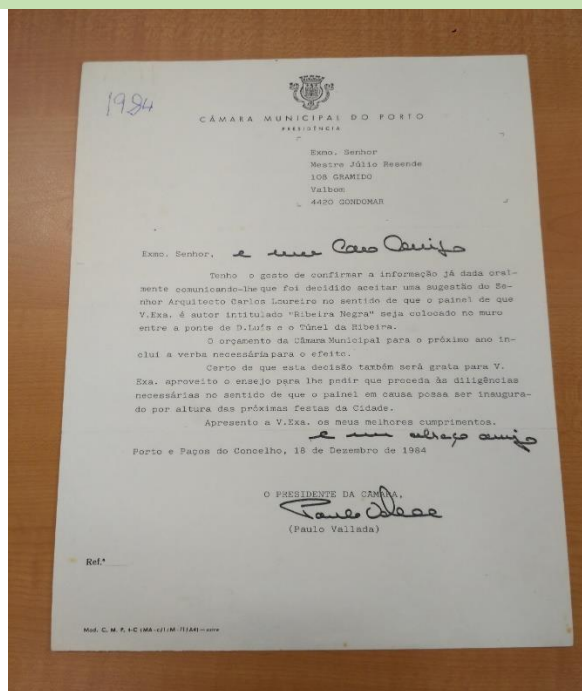 1984
CÂMARA MUNICIPAL DO PORTO
PRESIDÊNCIA
Exmo. Senhor
Mestre Júlio Resende
108 GRAMIDO
Valbom
4420 GONDOMAR
Exmo. Senhor, e meu Caro Amigo
Tenho o gosto de confirmar a informação já dada oral-
mente comunicando-lhe que foi decidido aceitar uma sugestão do Se-
nhor Arquitecto Carlos Loureiro no sentido de que o painel de que
V.Exa. é autor intitulado "Ribeira Negra" seja colocado no muro
entre a ponte de D.Luís e o Túnel da Ribeira.
O orçamento da Câmara Municipal para o próximo ano in-
clui a verba necessária para o efeito.
Certo de que esta decisão também será grata para V.
Exa. aproveito o ensejo para lhe pedir que proceda às diligências
necessárias no sentido de que o painel em causa possa ser inaugura-
do por altura das próximas festas da Cidade.
Apresento a V.Exa. os meus melhores cumprimentos.
e um abraço amigo
Porto e Paços do Concelho, 18 de Dezembro de 1984
O PRESIDENTE DA CÂMARA,
(Paulo Vallada)
Ref.ª
Mod. C. M. P. 4-C